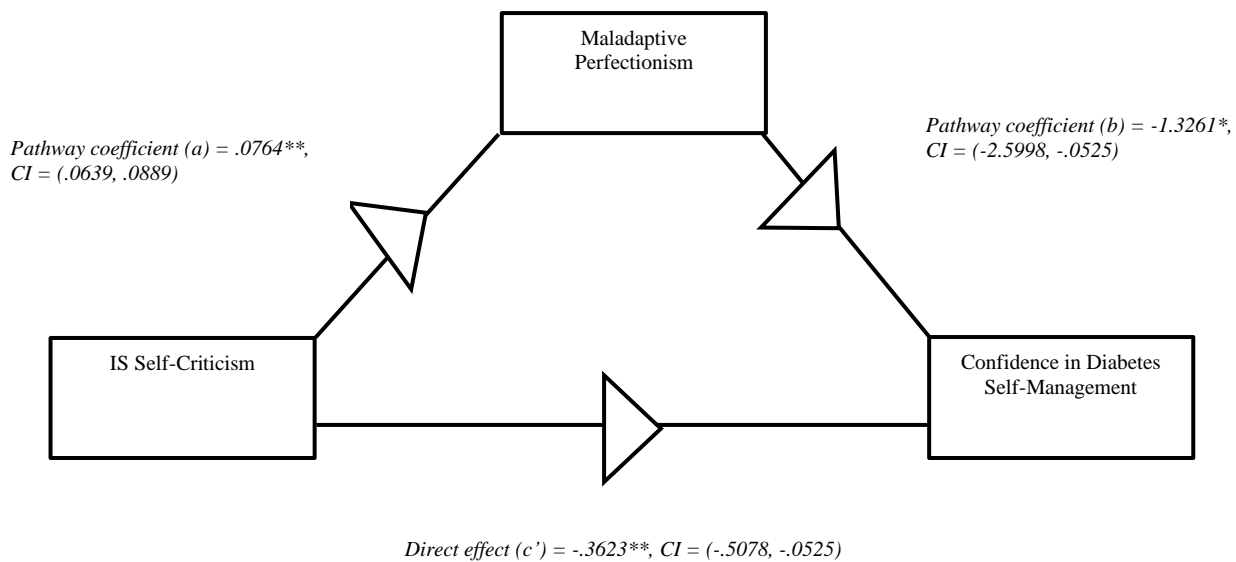 Maladaptive
Perfectionism
Pathway coefficient (a) = .0764**,
CI = (.0639, .0889)
Pathway coefficient (b) = -1.3261*,
CI = (-2.5998, -.0525)
IS Self-Criticism
Confidence in Diabetes
Self-Management
Direct effect (c’) = -.3623**, CI = (-.5078, -.0525)